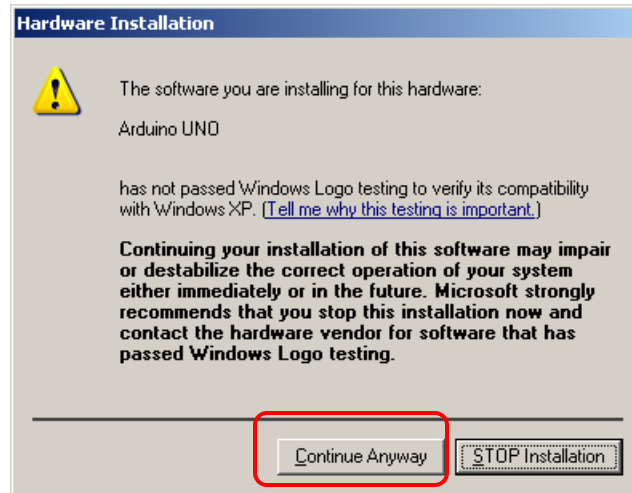 Hardware Installation
The software you are installing for this hardware:
Arduino UNO
has not passed Windows Logo testing to verify its compatibility
with Windows XP. (Tell me why this testing is important.)
Continuing your installation of this software may impair
or destabilize the correct operation of your system
either immediately or in the future. Microsoft strongly
recommends that you stop this installation now and
contact the hardware vendor for software that has
passed Windows Logo testing.
Continue Anyway
STOP Installation